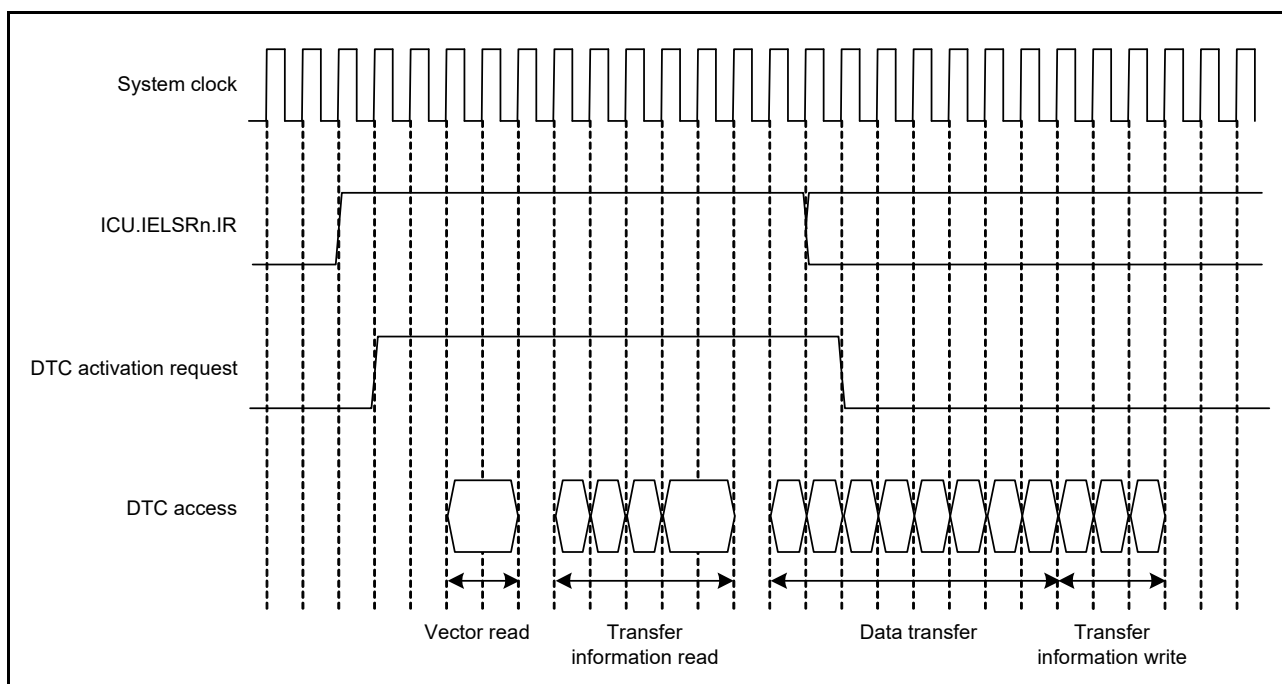 System clock
ICU.IELSRn.IR
DTC activation request
DTC access
Vector read
Transfer
information read
Data transfer
Transfer
information write